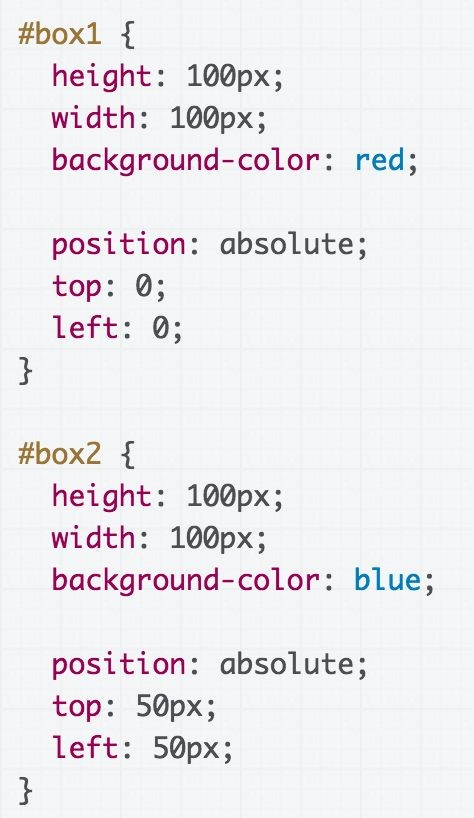 #box1 {
  height: 100px;
  width: 100px;
  background-color: red;

  position: absolute;
  top: 0;
  left: 0;
}

#box2 {
  height: 100px;
  width: 100px;
  background-color: blue;

  position: absolute;
  top: 50px;
  left: 50px;
}